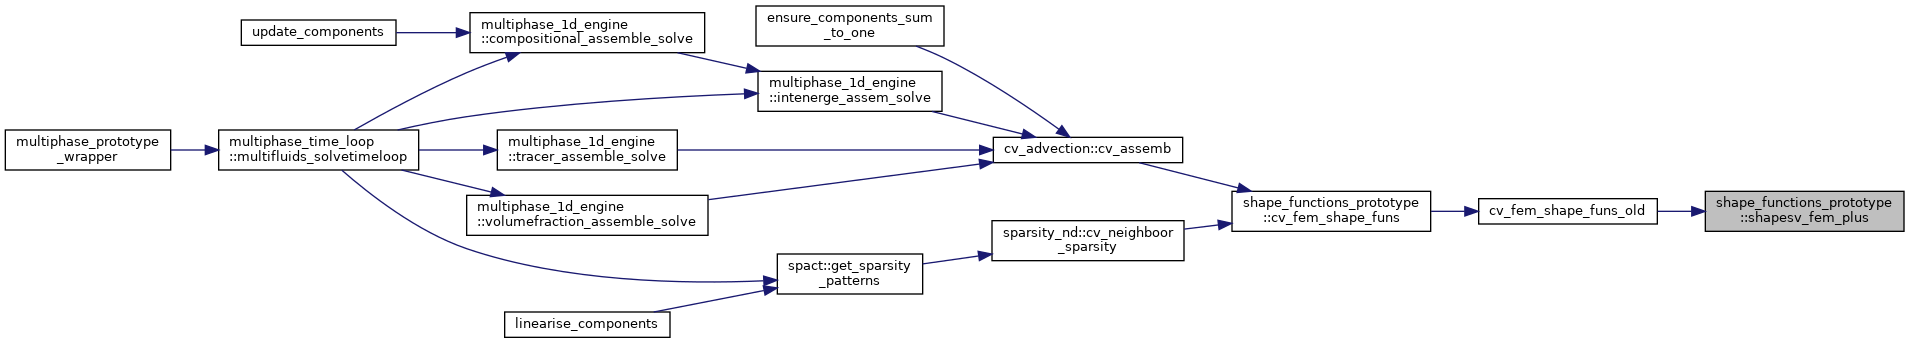 ensure_components_sum
_to_one
multiphase_1d_engine
::compositional_assemble_solve
update_components
multiphase_1d_engine
::intenerge_assem_solve
multiphase_prototype
_wrapper
multiphase_time_loop
::multifluids_solvetimeloop
multiphase_1d_engine
::tracer_assemble_solve
cv_advection::cv_assemb
multiphase_1d_engine
::volumefraction_assemble_solve
shape_functions_prototype
::cv_fem_shape_funs
cv_fem_shape_funs_old
shape_functions_prototype
::shapesv_fem_plus
sparsity_nd::cv_neighboor
_sparsity
spact::get_sparsity
_patterns
linearise_components